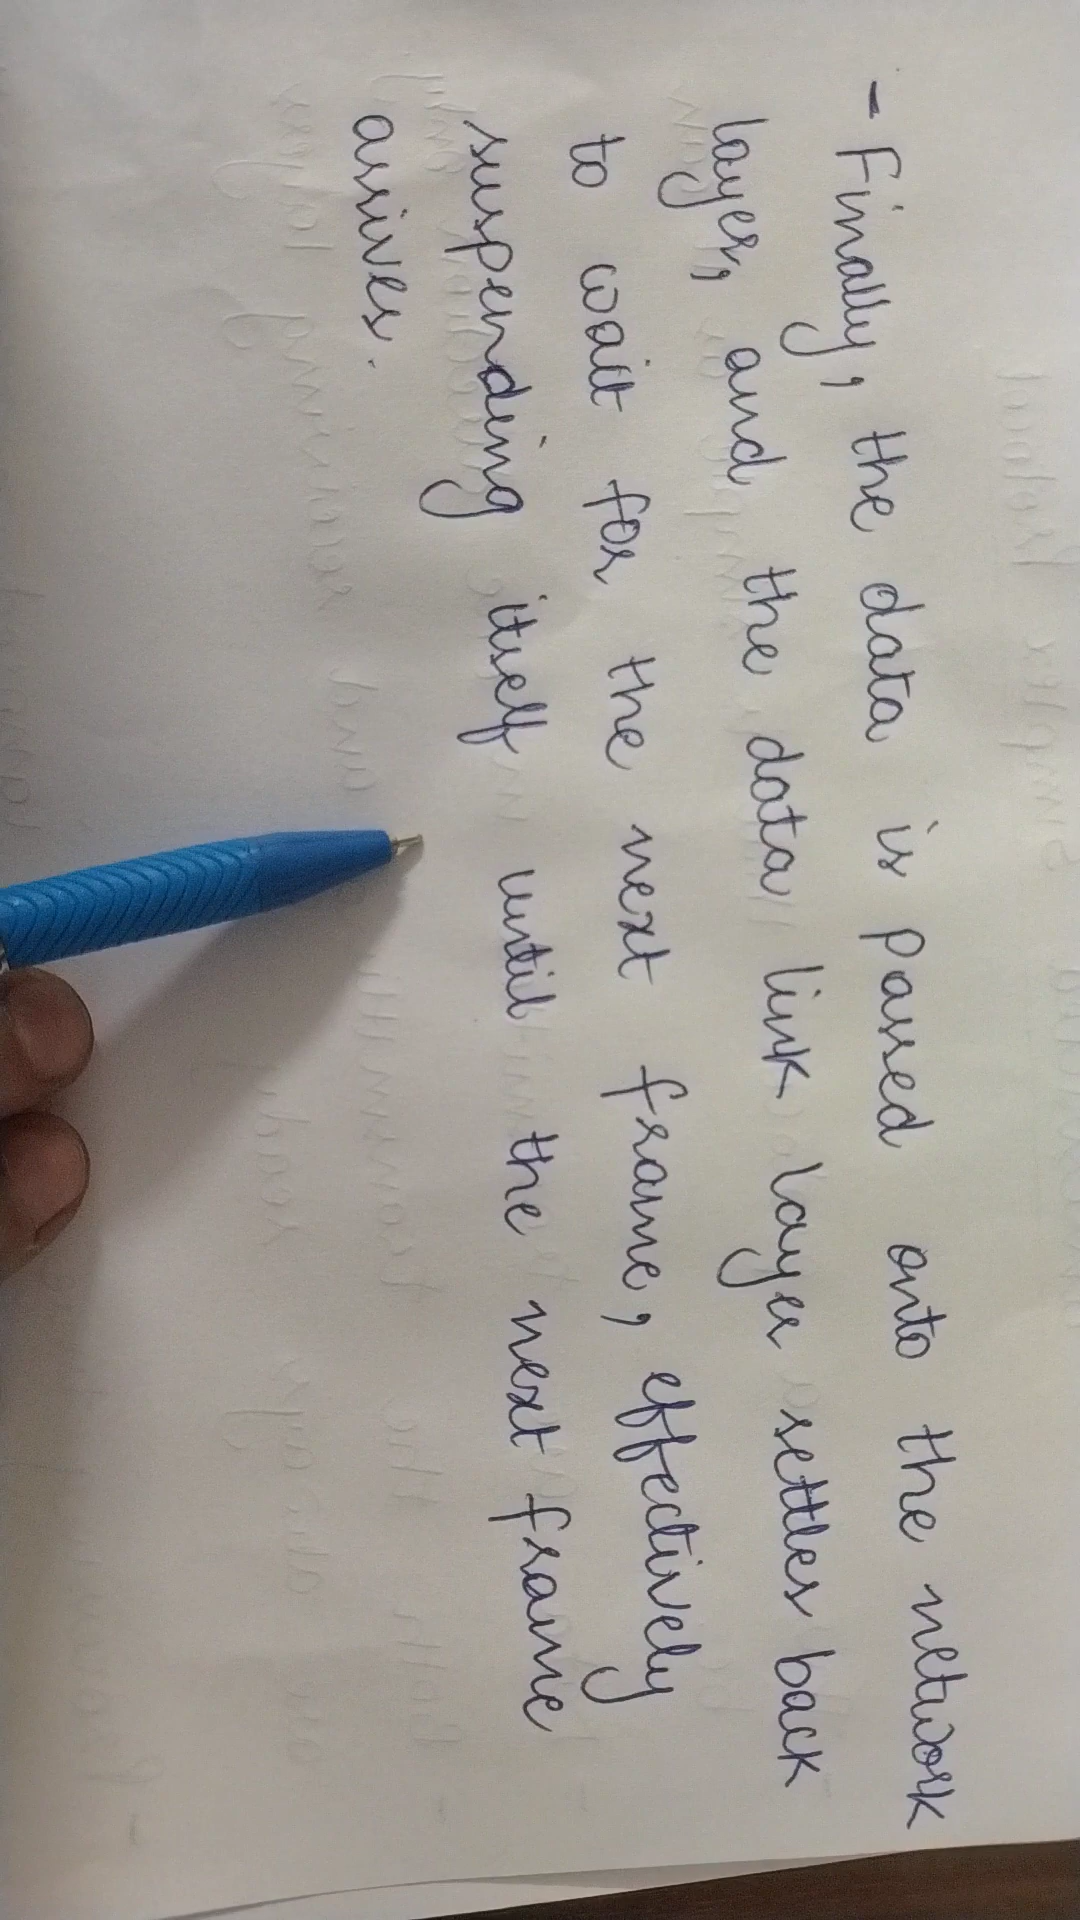 - Finally, the data is passed onto the network
layer, and the data link layer settles back
to wait for the next frame, effectively
suspending itself until the next frame
arrives.